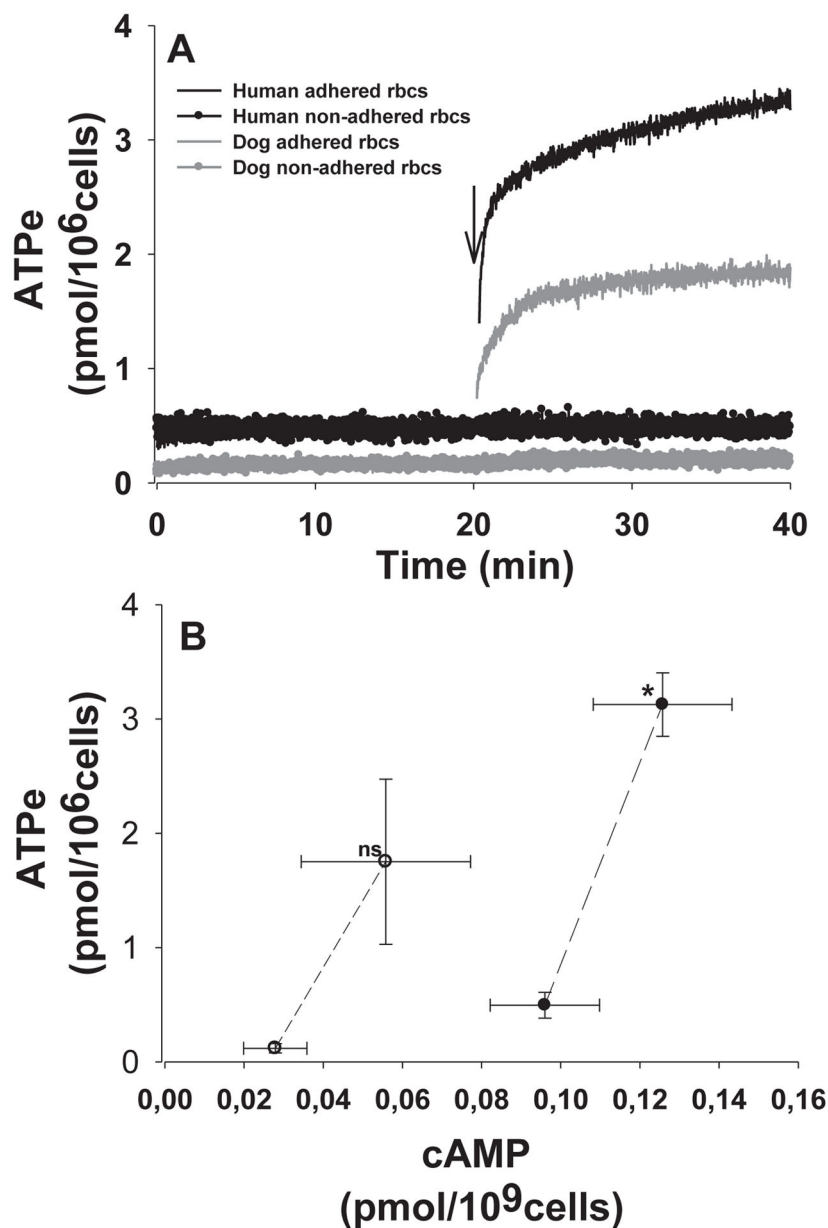 A
Human adhered rbcs
Human non-adhered rbcs
Dog adhered rbcs
Dog non-adhered rbcs
ATPe
(pmol/10⁶cells)
4
3
2
1
0
0 10 20 30 40
Time (min)
B
ATPe
(pmol/10⁶cells)
4
3
2
1
0
*
ns
0,00 0,02 0,04 0,06 0,08 0,10 0,12 0,14 0,16
cAMP
(pmol/10⁹cells)